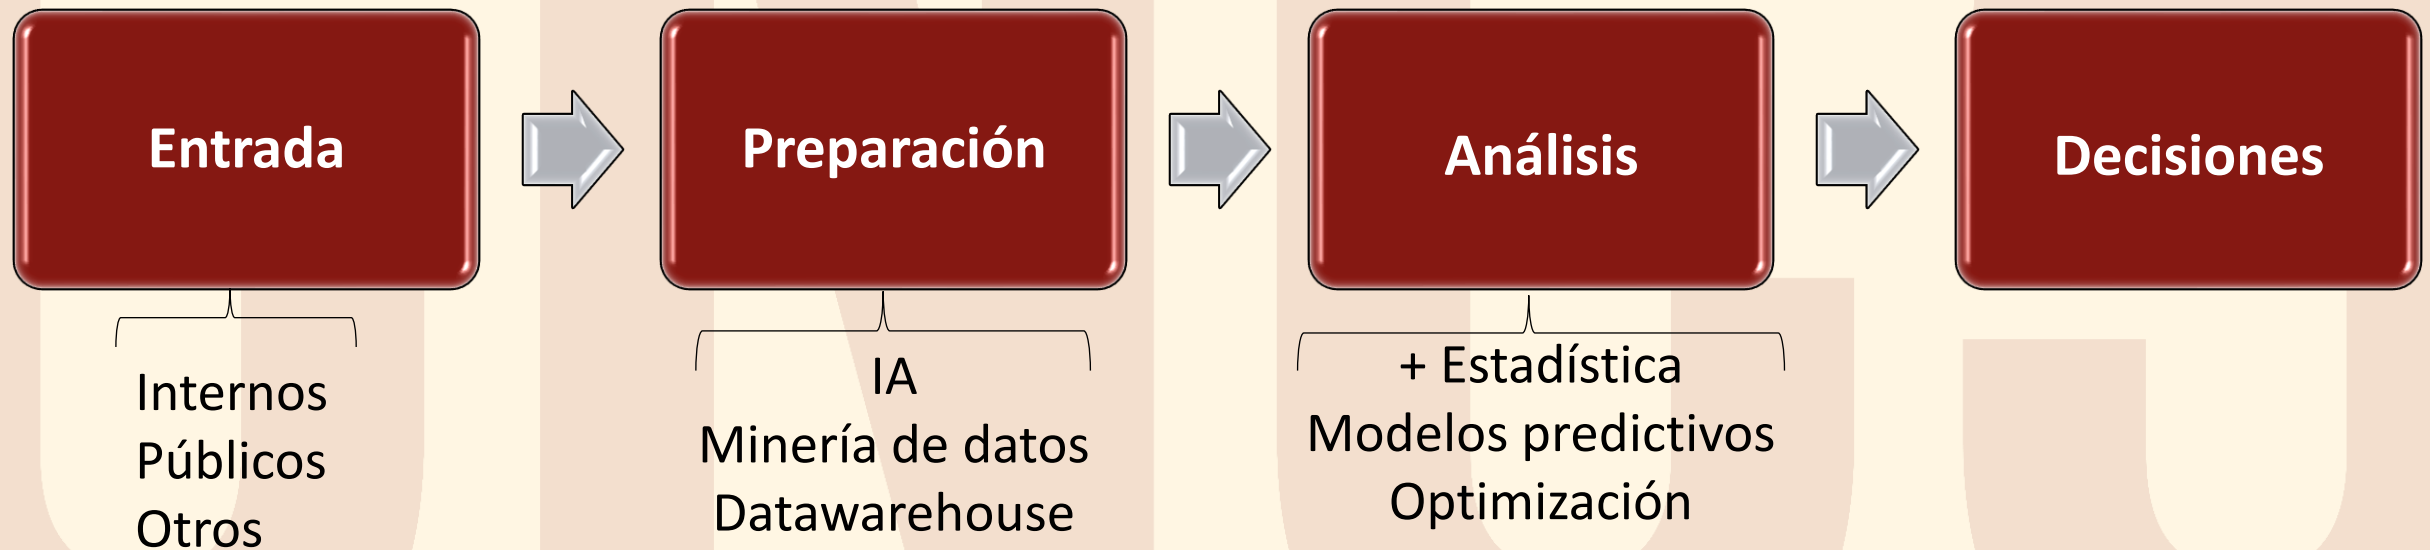 Entrada
Preparación
Análisis
Decisiones
Internos
Públicos
Otros
IA
Minería de datos
Datawarehouse
+ Estadística
Modelos predictivos
Optimización